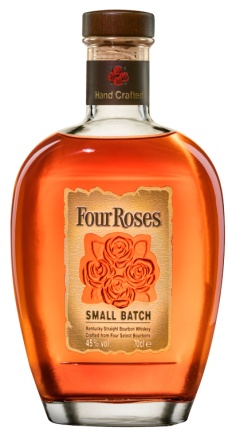 Hand Crafted
Four Roses
SMALL BATCH
Kentucky Straight Bourbon Whiskey
Crafted from Four Select Bourbons
45% vol 70cl e